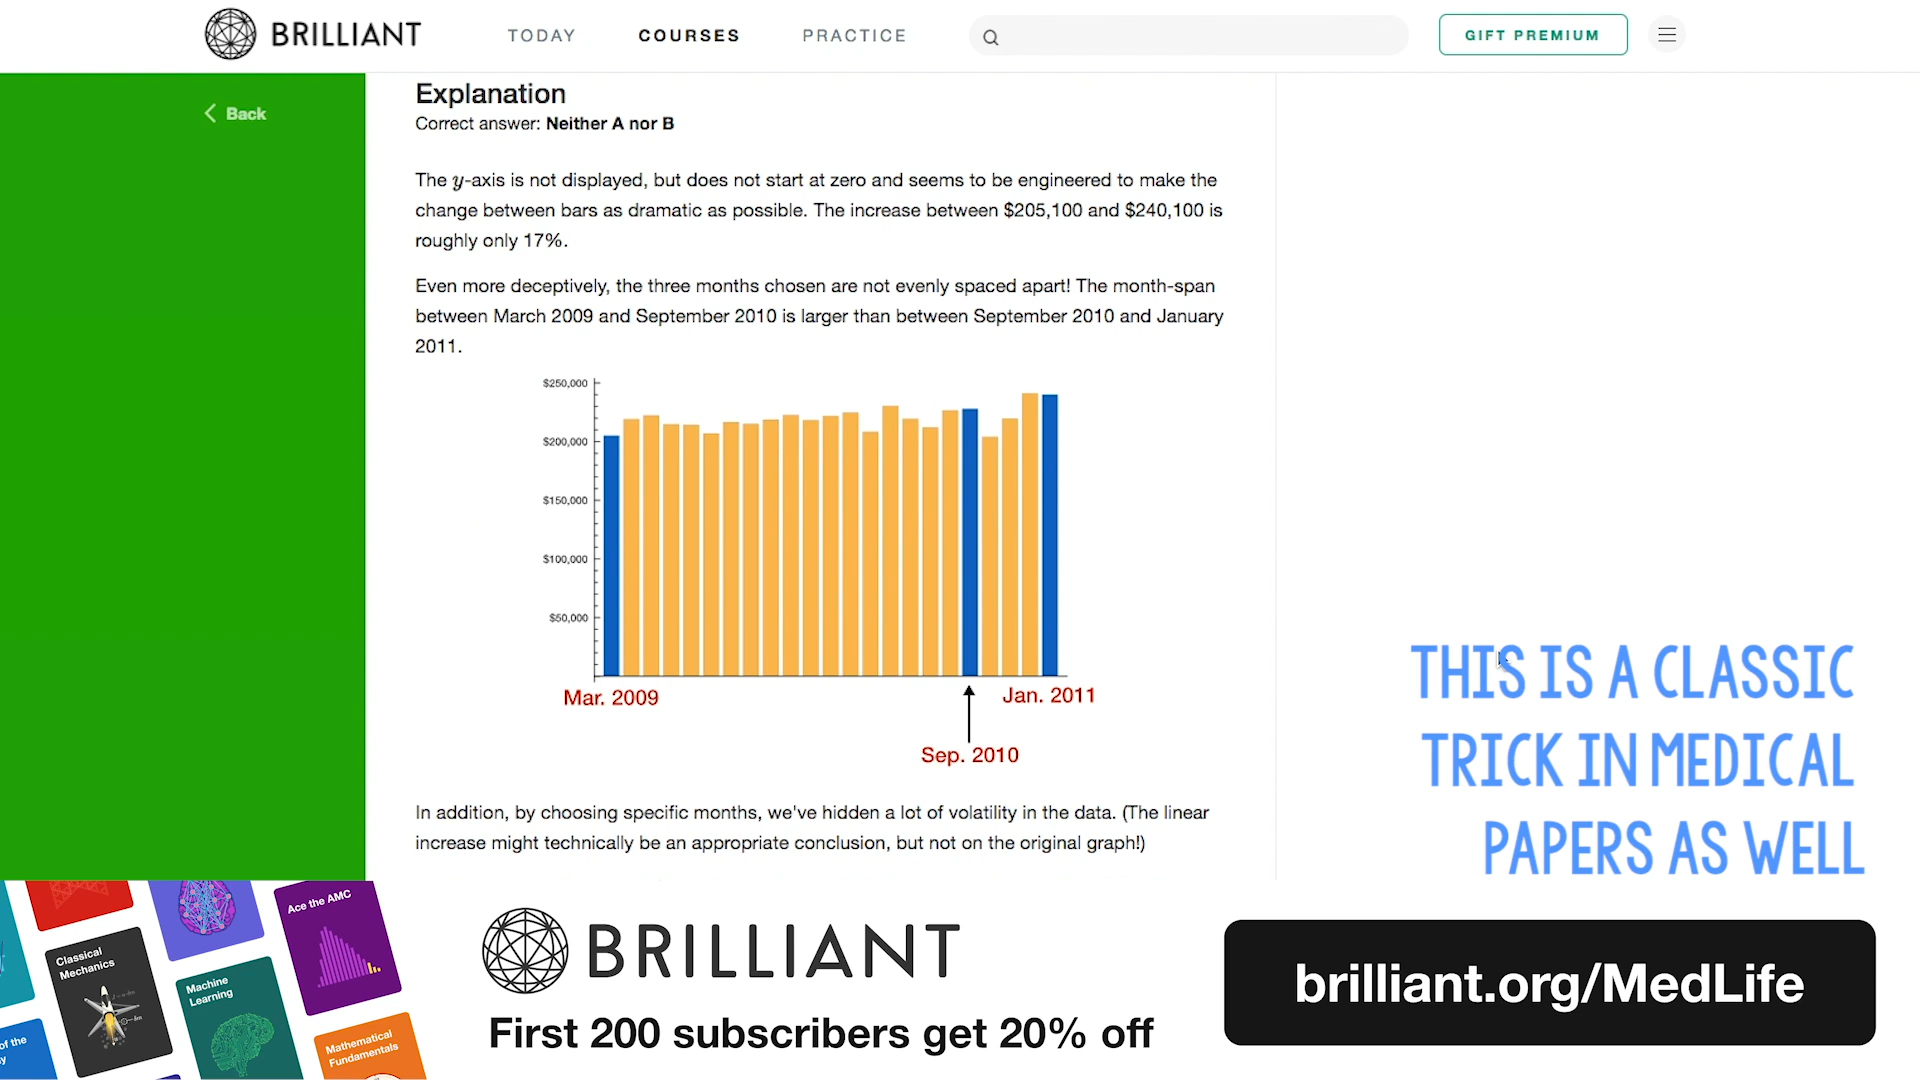 BRILLIANT
TODAY
COURSES
PRACTICE
GIFT PREMIUM
Back
Explanation
Correct answer: Neither A nor B
The y-axis is not displayed, but does not start at zero and seems to be engineered to make the
change between bars as dramatic as possible. The increase between $205,100 and $240,100 is
roughly only 17%.
Even more deceptively, the three months chosen are not evenly spaced apart! The month-span
between March 2009 and September 2010 is larger than between September 2010 and January
2011.
$250,000
$200,000
$150,000
$100,000
$50,000
Mar. 2009
Jan. 2011
Sep. 2010
THIS IS A CLASSIC
TRICK IN MEDICAL
PAPERS AS WELL
In addition, by choosing specific months, we've hidden a lot of volatility in the data. (The linear
increase might technically be an appropriate conclusion, but not on the original graph!)
Ace the AMC
Classical
Mechanics
Machine
Learning
of the
Mathematical
Fundamentals
BRILLIANT
First 200 subscribers get 20% off
brilliant.org/MedLife